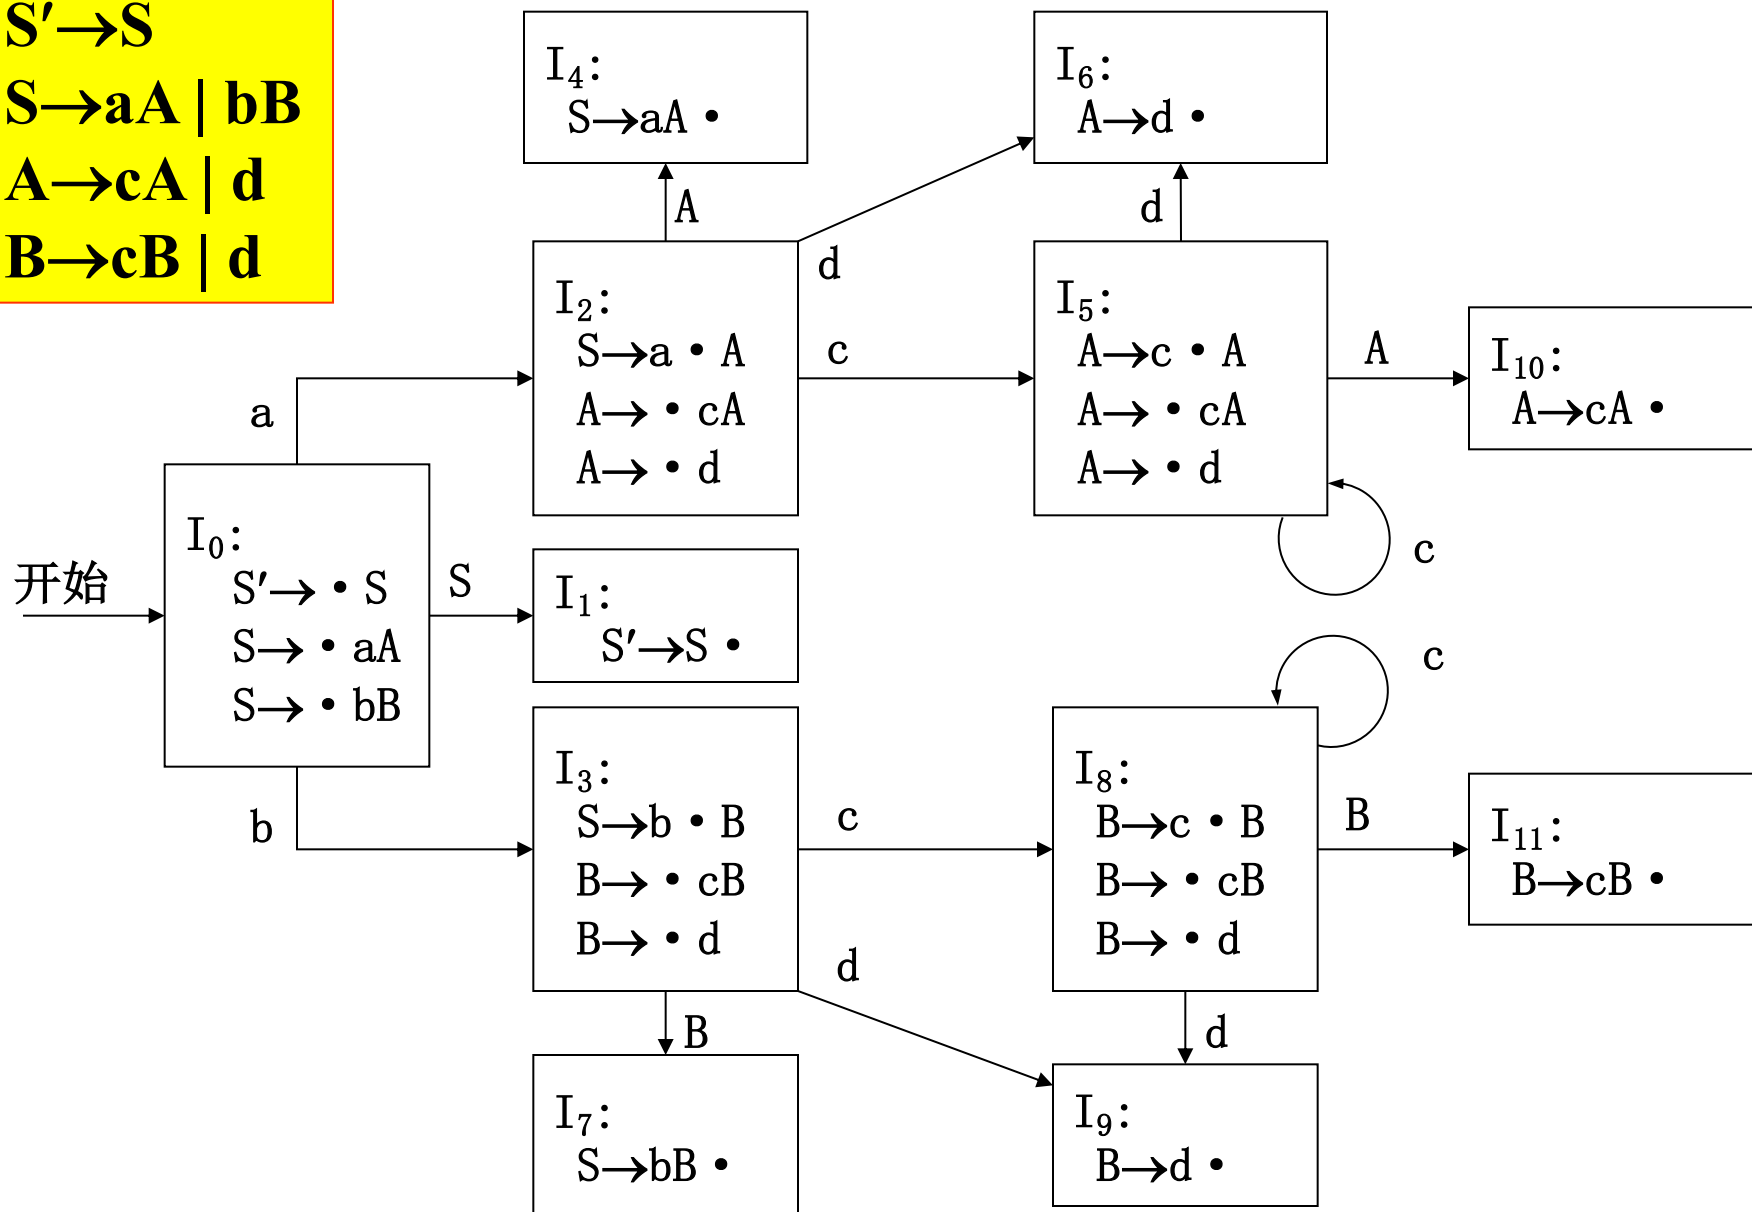 S′→S
S→aA | bB
A→cA | d
B→cB | d
I4:
S→aA·
I6:
A→d·
A
d
d
I2:
S→a·A
A→·cA
A→·d
c
I5:
A→c·A
A→·cA
A→·d
A
I10:
A→cA·
c
a
开始
I0:
S′→·S
S→·aA
S→·bB
S
I1:
S′→S·
b
I3:
S→b·B
B→·cB
B→·d
c
I8:
B→c·B
B→·cB
B→·d
c
B
I11:
B→cB·
d
B
d
I7:
S→bB·
I9:
B→d·